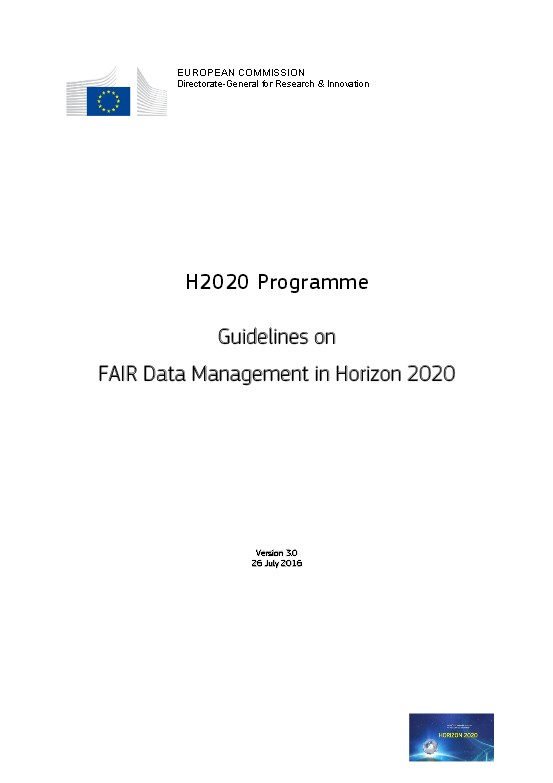 EUROPEAN COMMISSION
Directorate-General for Research & Innovation
H2020 Programme
Guidelines on
FAIR Data Management in Horizon 2020
Version 3.0
26 July 2016
HORIZON 2020